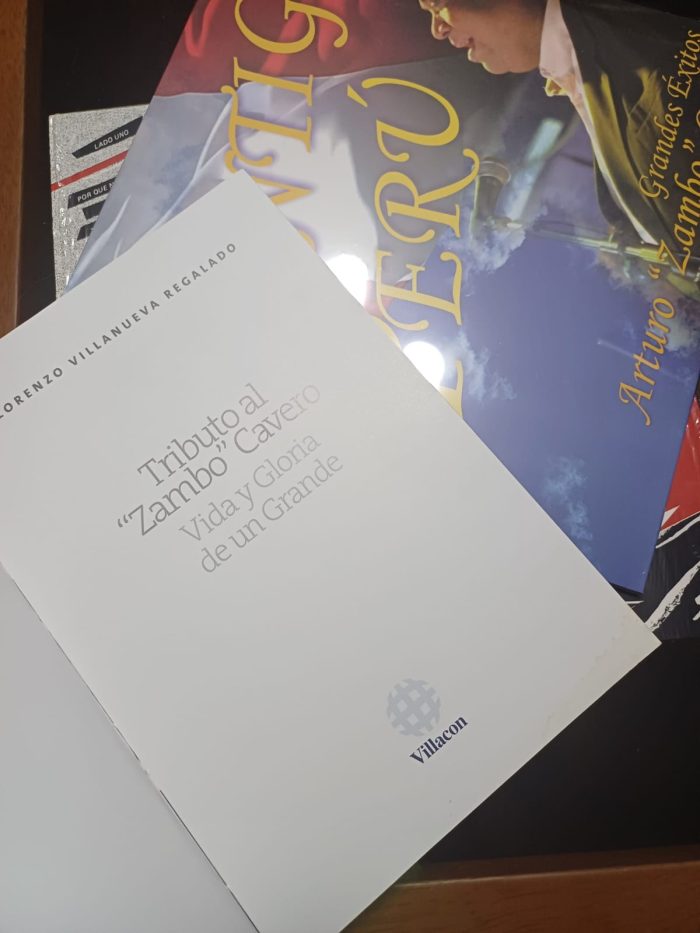 LADO UNO
POR QUE
NTIG
PERÚ
Grandes Éxitos
Arturo "Zambo"
LORENZO VILLANUEVA REGALADO
Tributo al
"Zambo" Cavero
Vida y Gloria
de un Grande
Villacon